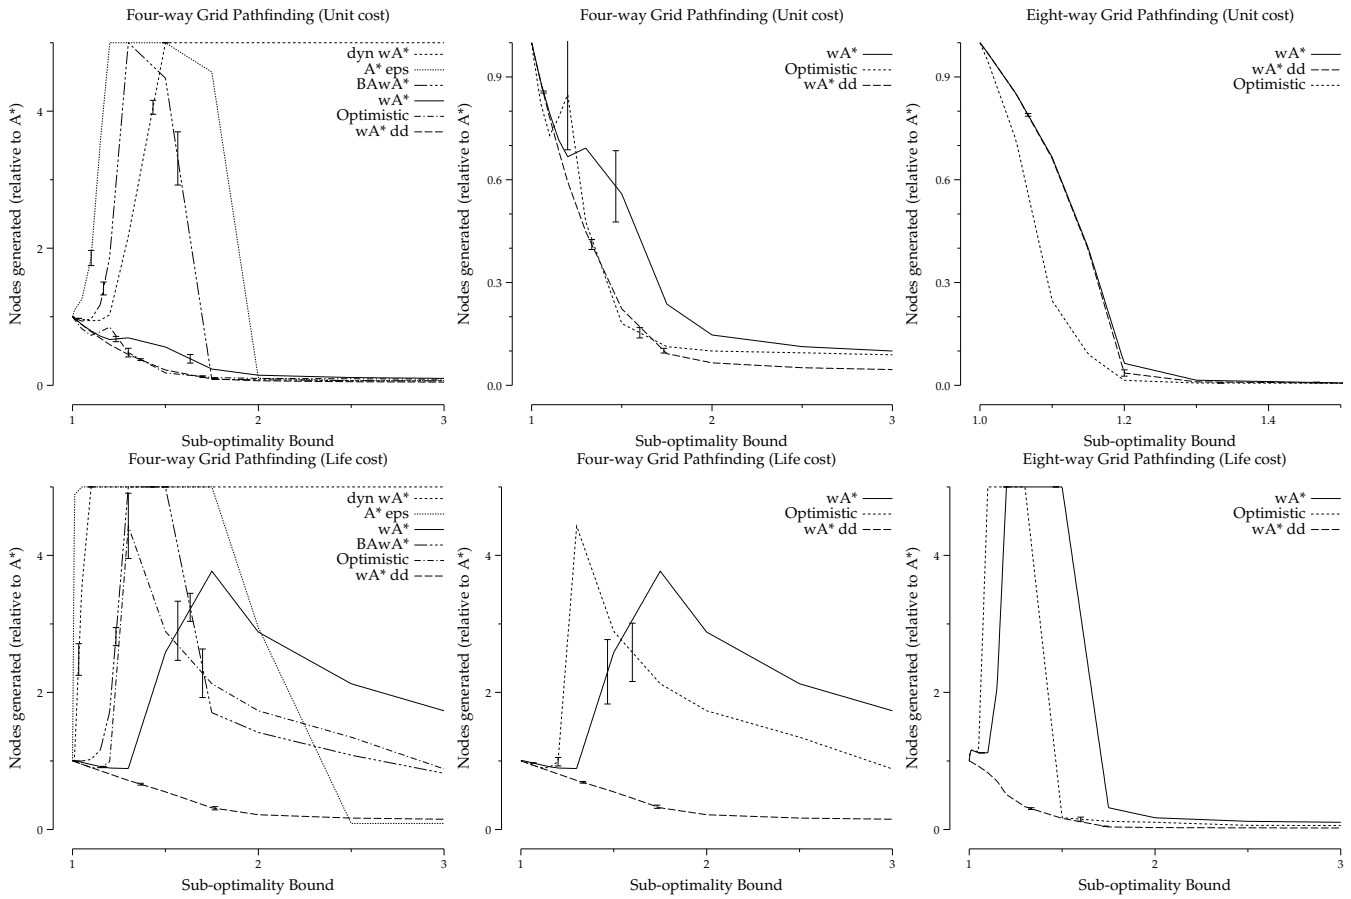 Four-way Grid Pathfinding (Unit cost)
Nodes generated (relative to A*)
4
2
0
dyn wA*
A* eps
BAwA*
wA*
Optimistic
wA* dd
1
2
3
Sub-optimality Bound
Four-way Grid Pathfinding (Unit cost)
Nodes generated (relative to A*)
0.9
0.6
0.3
0.0
wA*
Optimistic
wA* dd
1
2
3
Sub-optimality Bound
Eight-way Grid Pathfinding (Unit cost)
Nodes generated (relative to A*)
0.9
0.6
0.3
0.0
wA*
wA* dd
Optimistic
1.0
1.2
1.4
Sub-optimality Bound
Four-way Grid Pathfinding (Life cost)
Nodes generated (relative to A*)
4
2
0
dyn wA*
A* eps
wA*
BAwA*
Optimistic
wA* dd
1
2
3
Sub-optimality Bound
Four-way Grid Pathfinding (Life cost)
Nodes generated (relative to A*)
4
2
0
wA*
Optimistic
wA* dd
1
2
3
Sub-optimality Bound
Eight-way Grid Pathfinding (Life cost)
Nodes generated (relative to A*)
4
2
0
wA*
Optimistic
wA* dd
1
2
3
Sub-optimality Bound